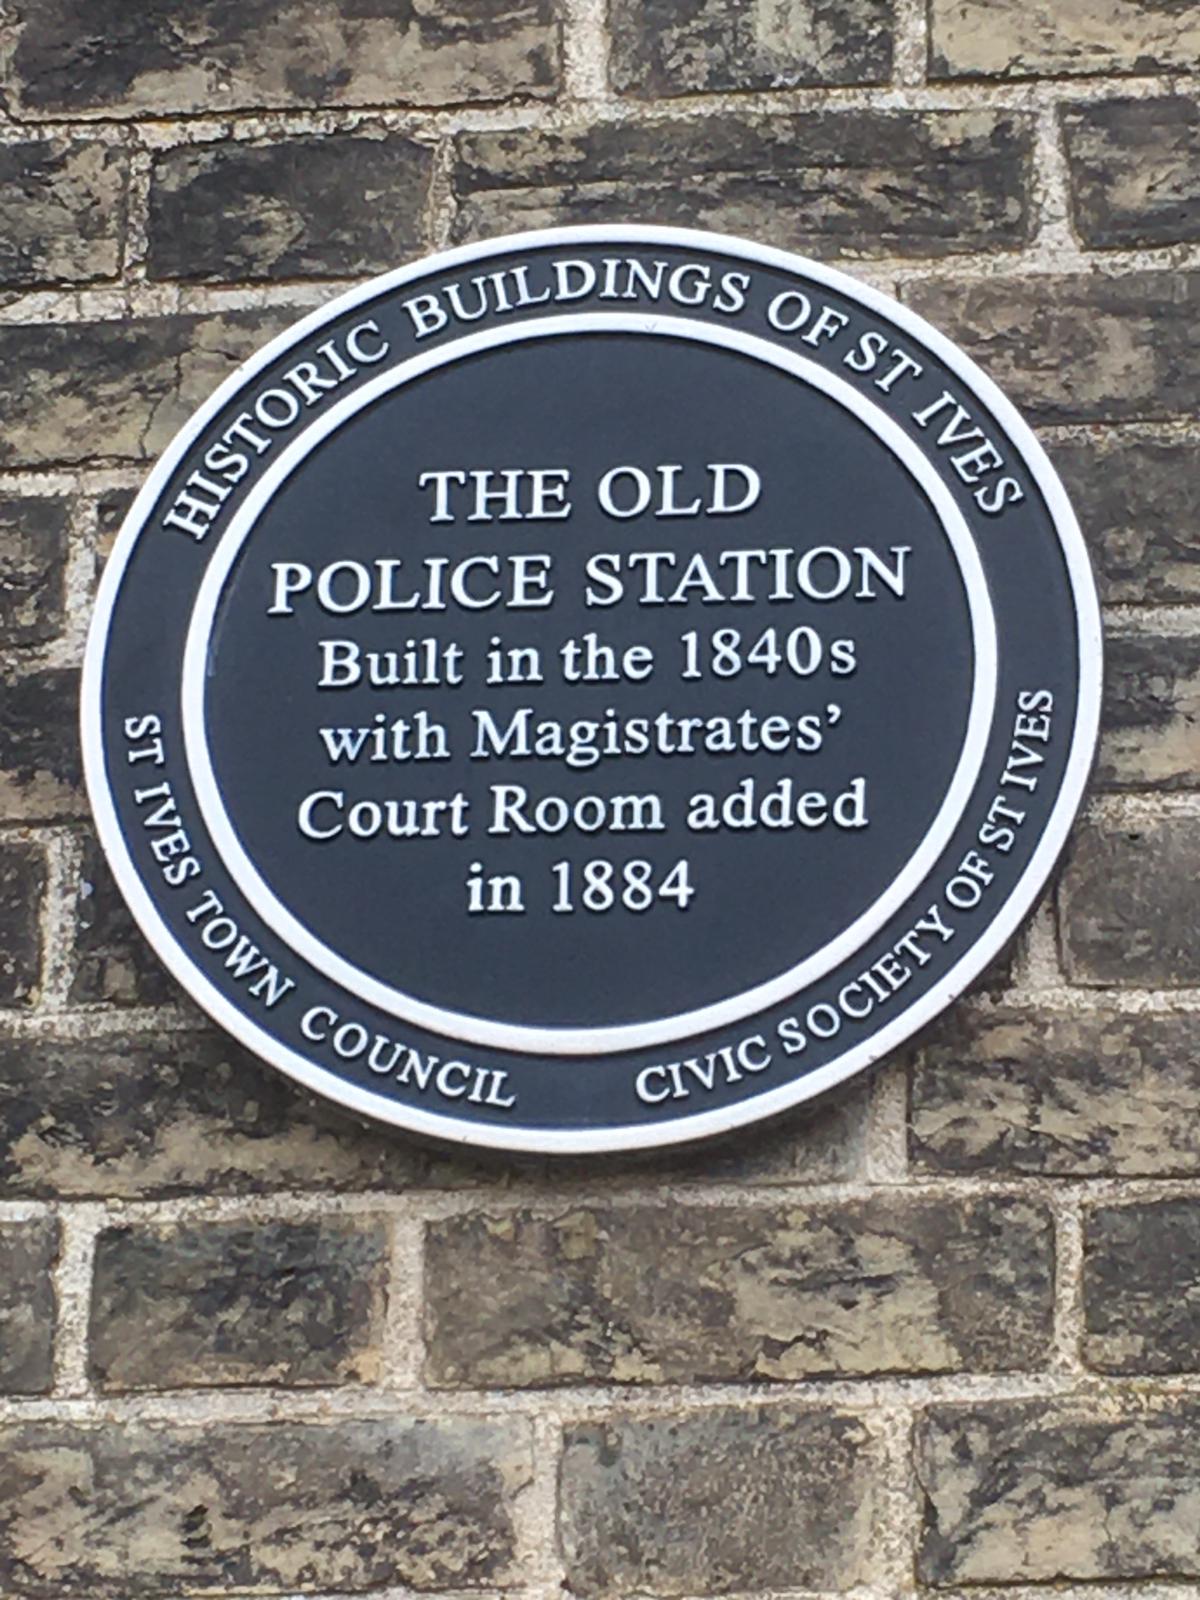 HISTORIC BUILDINGS OF ST IVES
THE OLD
POLICE STATION
Built in the 1840s
with Magistrates’
Court Room added
in 1884
ST IVES TOWN COUNCIL
CIVIC SOCIETY OF ST IVES